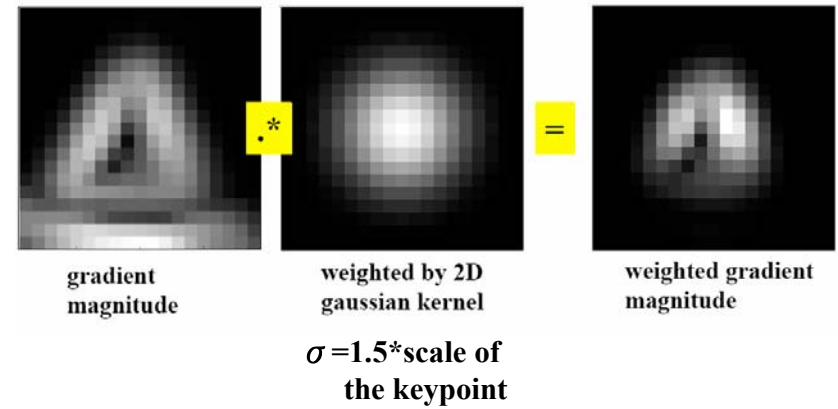 .*
=
gradient
magnitude
weighted by 2D
gaussian kernel
weighted gradient
magnitude
σ =1.5*scale of
the keypoint